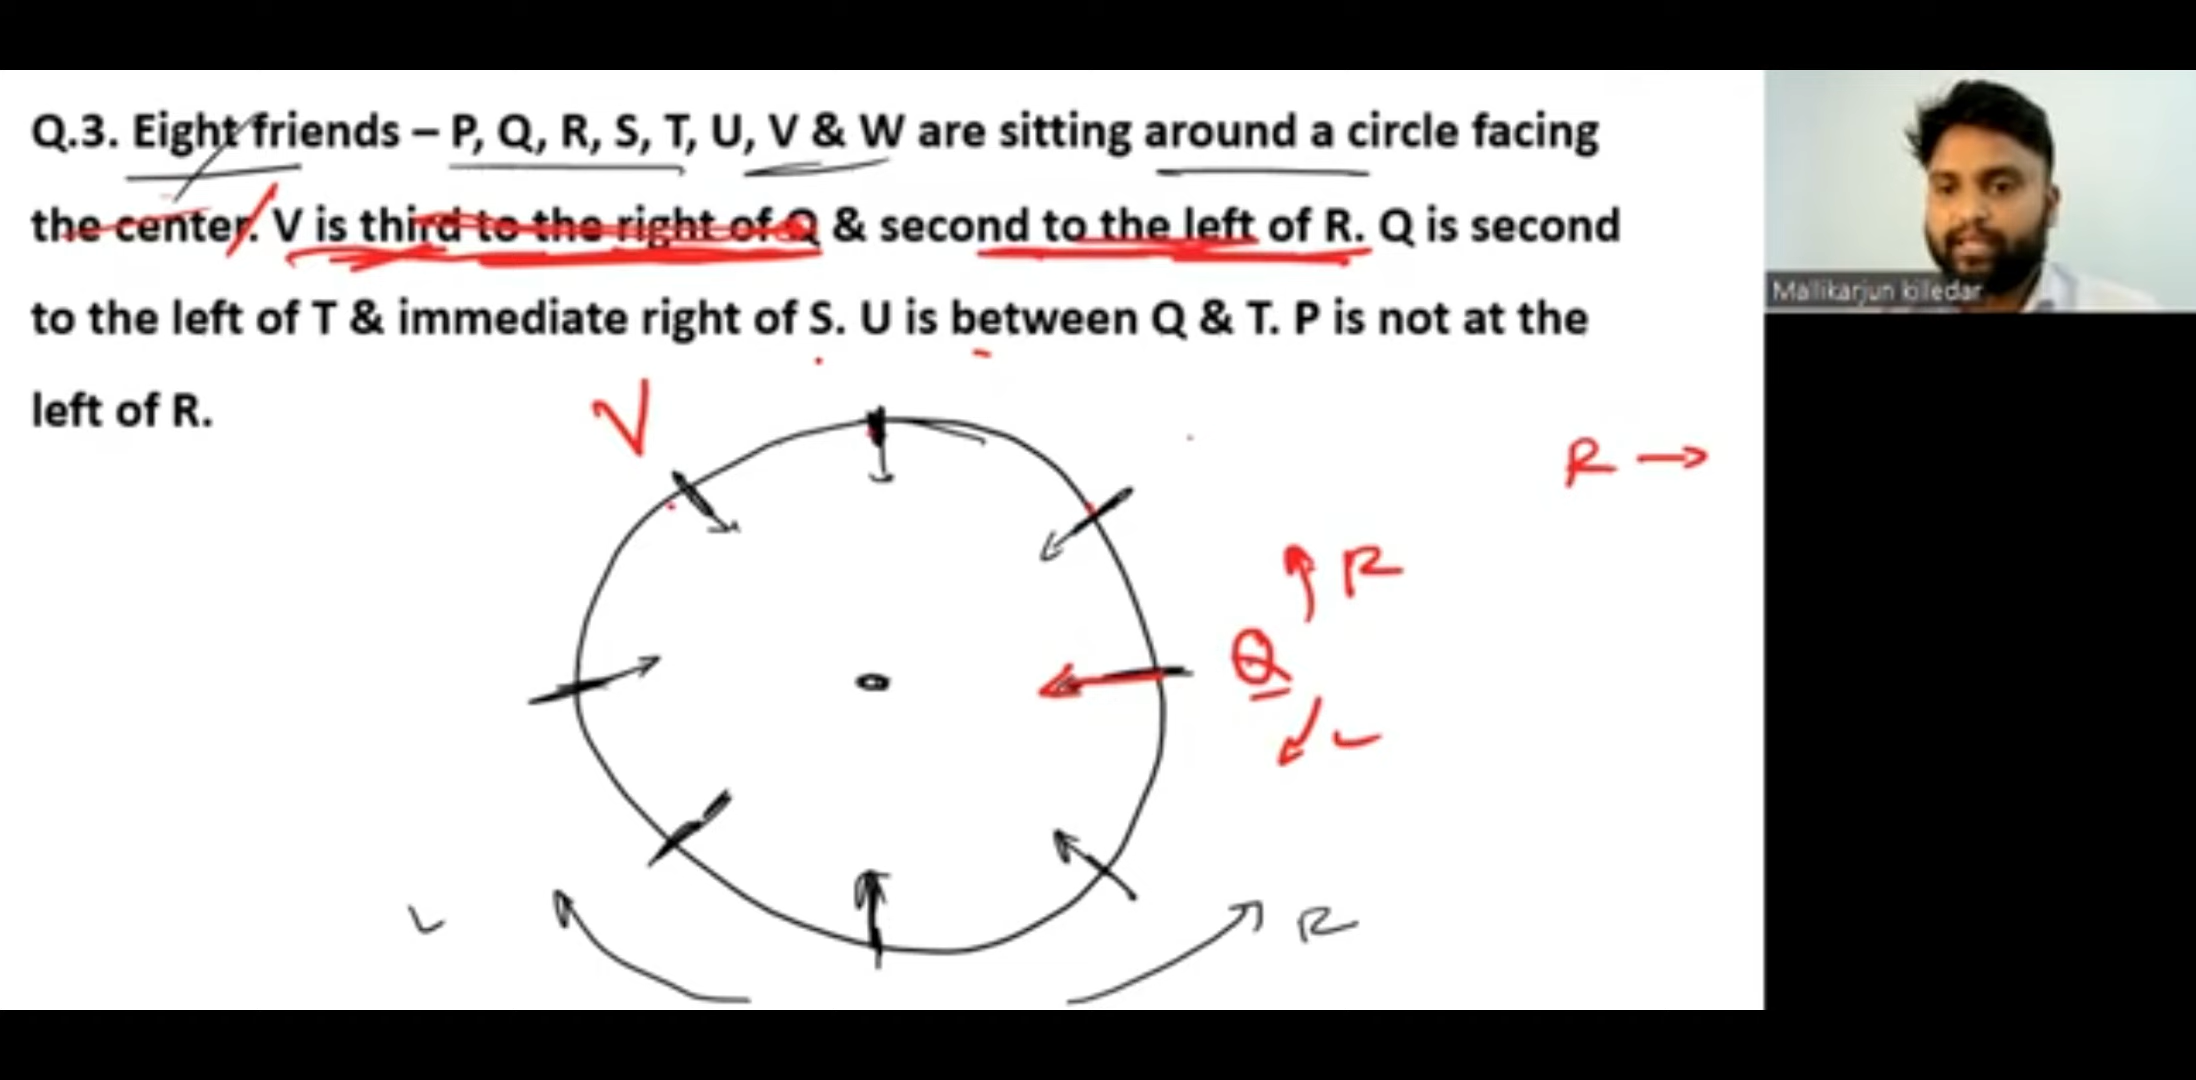 Q.3. Eight friends – P, Q, R, S, T, U, V & W are sitting around a circle facing
the center. V is third to the right of Q & second to the left of R. Q is second
to the left of T & immediate right of S. U is between Q & T. P is not at the
left of R.
Mallikarjun killedar
V
R →
R
Q
L
L
R